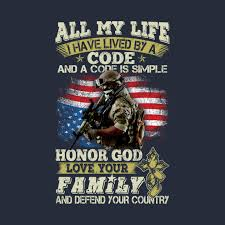 ALL MY LIFE
I HAVE LIVED BY A
CODE
AND A CODE IS SIMPLE
HONOR GOD
LOVE YOUR
FAMILY
AND DEFEND YOUR COUNTRY